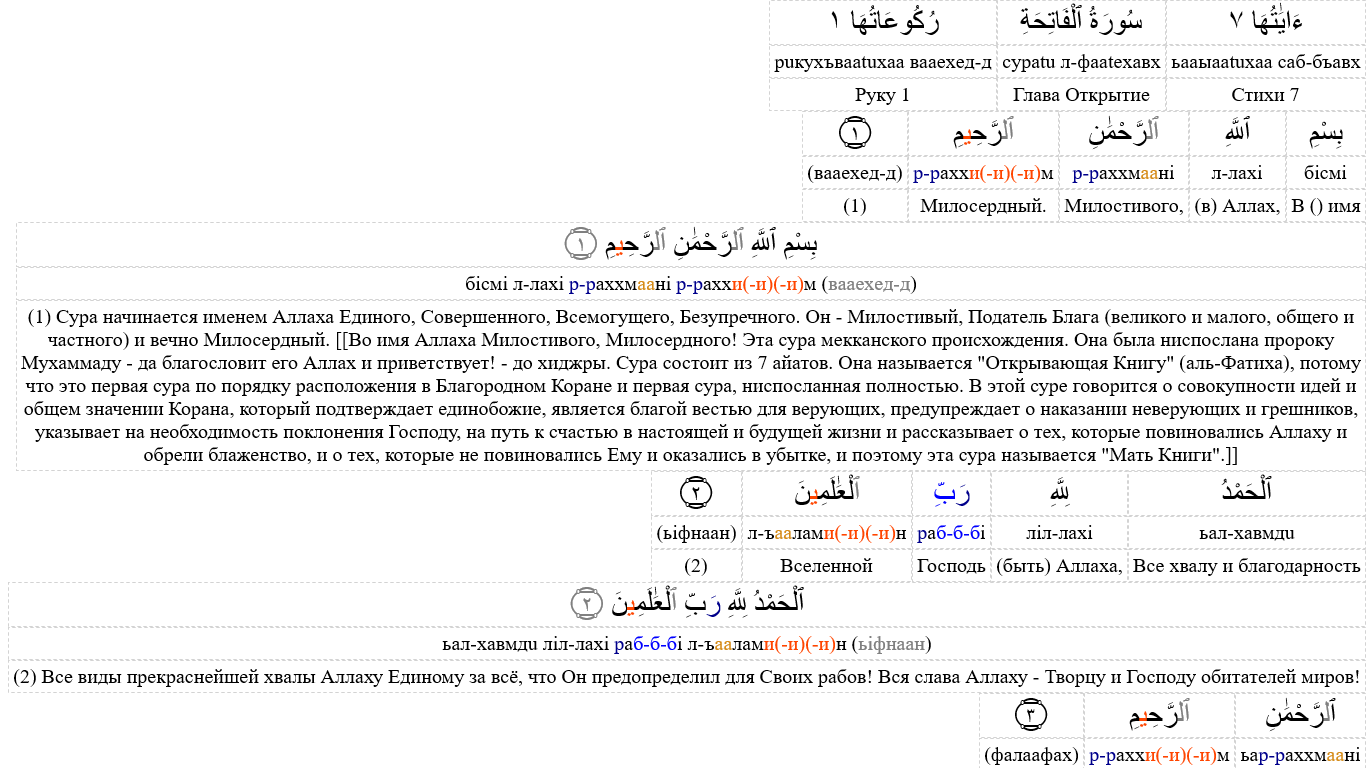 ءَايَٰتُهَا ٧ سُورَةُ ٱلْفَاتِحَةِ رُكُوعَاتُهَا ١
рuкухъваатuхаа вааехед-д сурatu л-фаатехавх ьааыаатuхаа саб-бъавх
Руку 1 Глава Открытие Стихи 7
بِسْمِ ٱللَّهِ ٱلرَّحْمَٰنِ ٱلرَّحِيمِ ١
(вааехед-д) р-раххи(-и)(-и)м р-раххмаані л-лахі бісмі
(1) Милосердный. Милостивого, (в) Аллах, В () имя
بِسْمِ ٱللَّهِ ٱلرَّحْمَٰنِ ٱلرَّحِيمِ ١
бісмі л-лахі р-раххмаані р-раххи(-и)(-и)м (вааехед-д)
(1) Сура начинается именем Аллаха Единого, Совершенного, Всемогущего, Безупречного. Он - Милостивый, Податель Блага (великого и малого, общего и
частного) и вечно Милосердный. [[Во имя Аллаха Милостивого, Милосердного! Эта сура мекканского происхождения. Она была ниспослана пророку
Мухаммаду - да благословит его Аллах и приветствует! - до хиджры. Сура состоит из 7 айатов. Она называется "Открывающая Книгу" (аль-Фатиха), потому
что это первая сура по порядку расположения в Благородном Коране и первая сура, ниспосланная полностью. В этой суре говорится о совокупности идей и
общем значении Корана, который подтверждает единобожие, является благой вестью для верующих, предупреждает о наказании неверующих и грешников,
указывает на необходимость поклонения Господу, на путь к счастью в настоящей и будущей жизни и рассказывает о тех, которые повиновались Аллаху и
обрели блаженство, и о тех, которые не повиновались Ему и оказались в убытке, и поэтому эта сура называется "Мать Книги".]]
ٱلْحَمْدُ لِلَّهِ رَبِّ ٱلْعَٰلَمِينَ ٢
(ьіфнаан) л-ъаалами(-и)(-и)н раб-б-бі ліл-лахі ьал-хавмдu
(2) Вселенной Господь (быть) Аллаха, Все хвалу и благодарность
ٱلْحَمْدُ لِلَّهِ رَبِّ ٱلْعَٰلَمِينَ ٢
ьал-хавмдu ліл-лахі раб-б-бі л-ъаалами(-и)(-и)н (ьіфнаан)
(2) Все виды прекраснейшей хвалы Аллаху Единому за всё, что Он предопределил для Своих рабов! Вся слава Аллаху - Творцу и Господу обитателей миров!
ٱلرَّحْمَٰنِ ٱلرَّحِيمِ ٣
(фалаафах) р-раххи(-и)(-и)м ьар-раххмаані